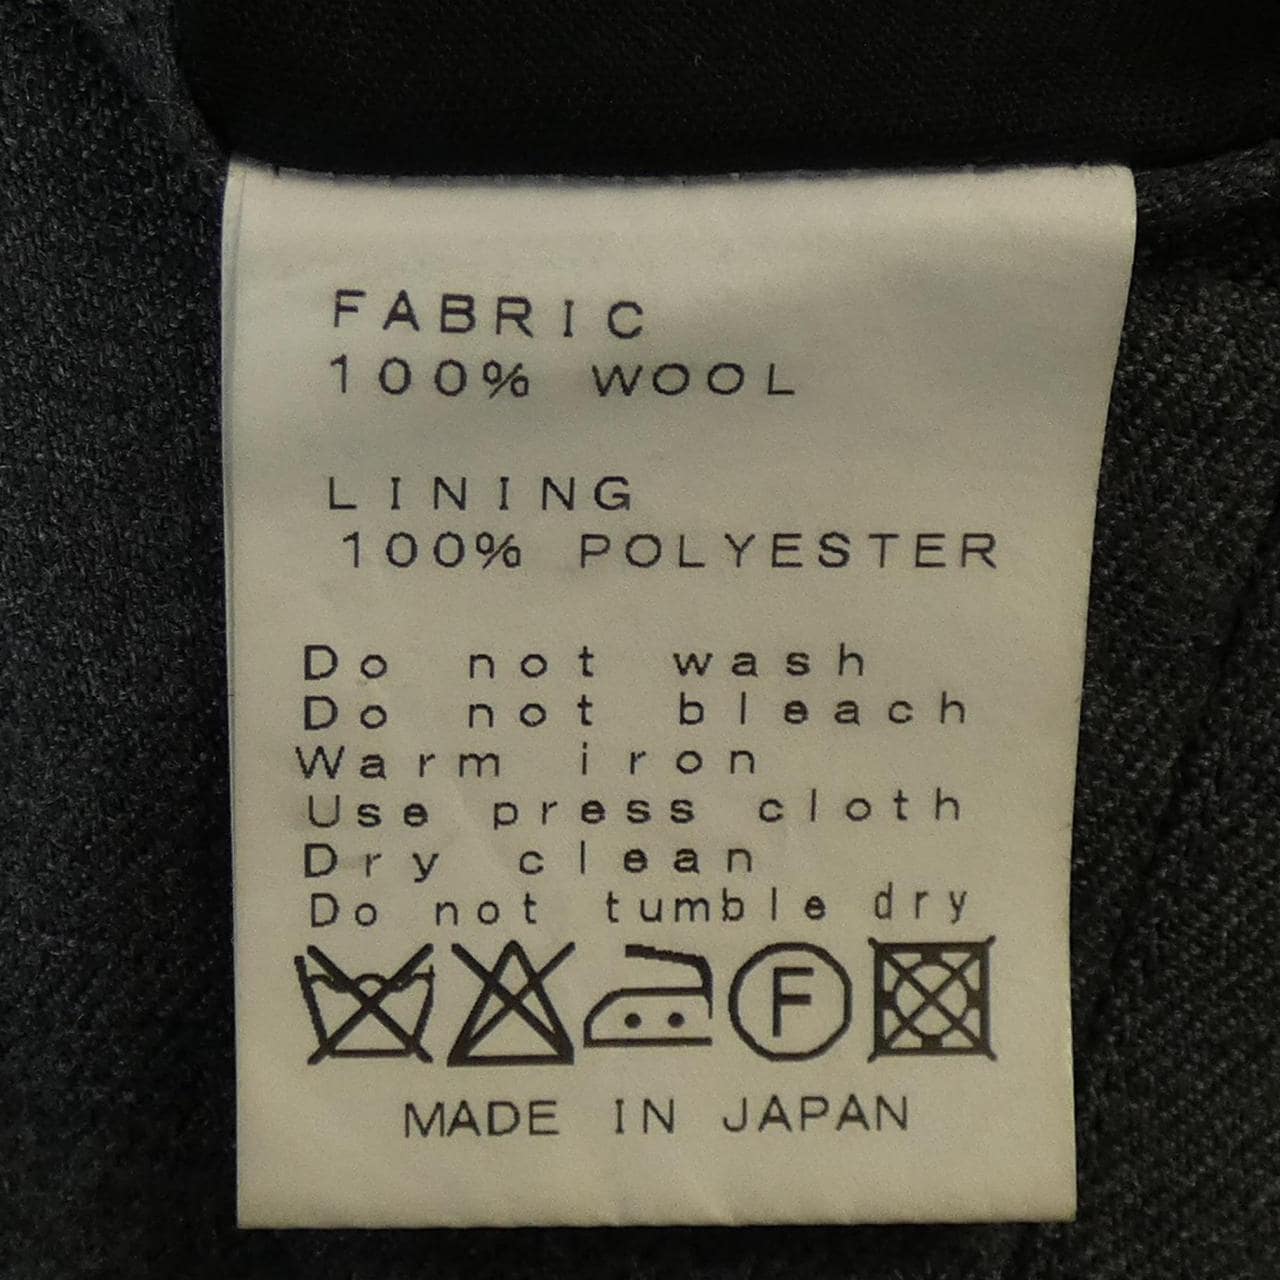 FABRIC
100% WOOL
LINING
100% POLYESTER
Do not wash
Do not bleach
Warm iron
Use press cloth
Dry clean
Do not tumble dry
F
MADE IN JAPAN